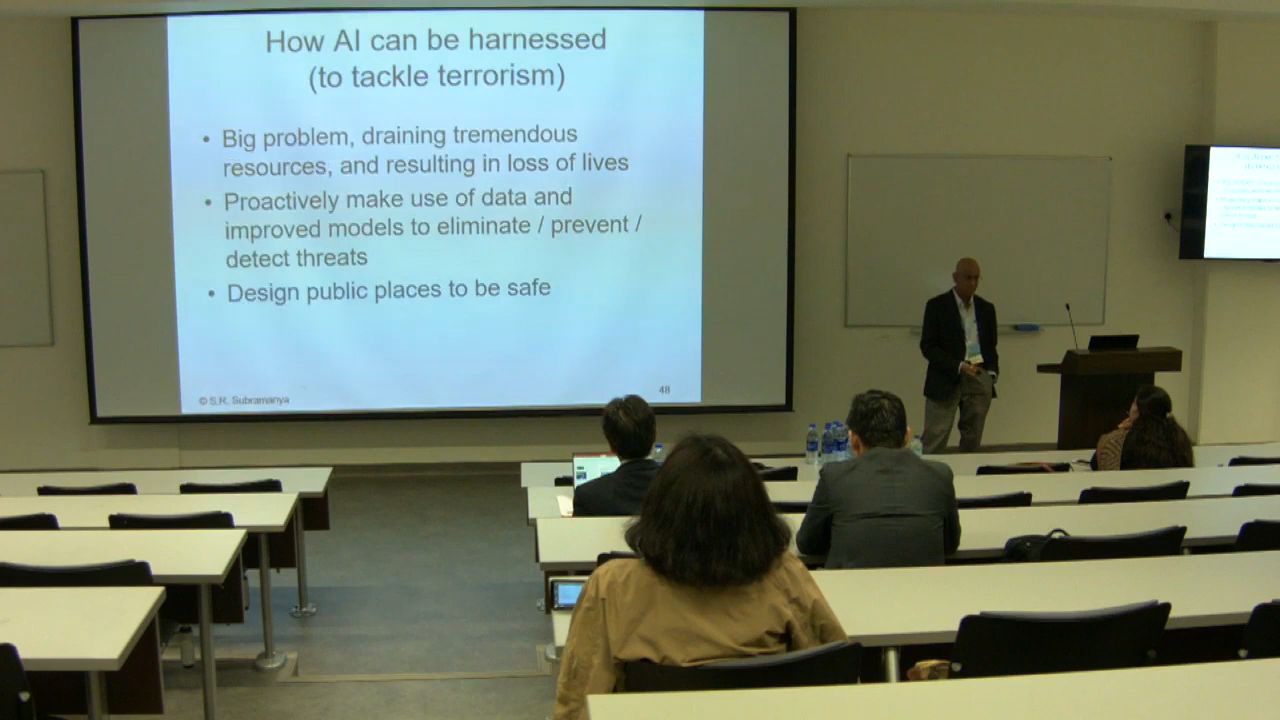 How AI can be harnessed
(to tackle terrorism)
• Big problem, draining tremendous
resources, and resulting in loss of lives
• Proactively make use of data and
improved models to eliminate / prevent /
detect threats
• Design public places to be safe
© S.R. Subramanya
48